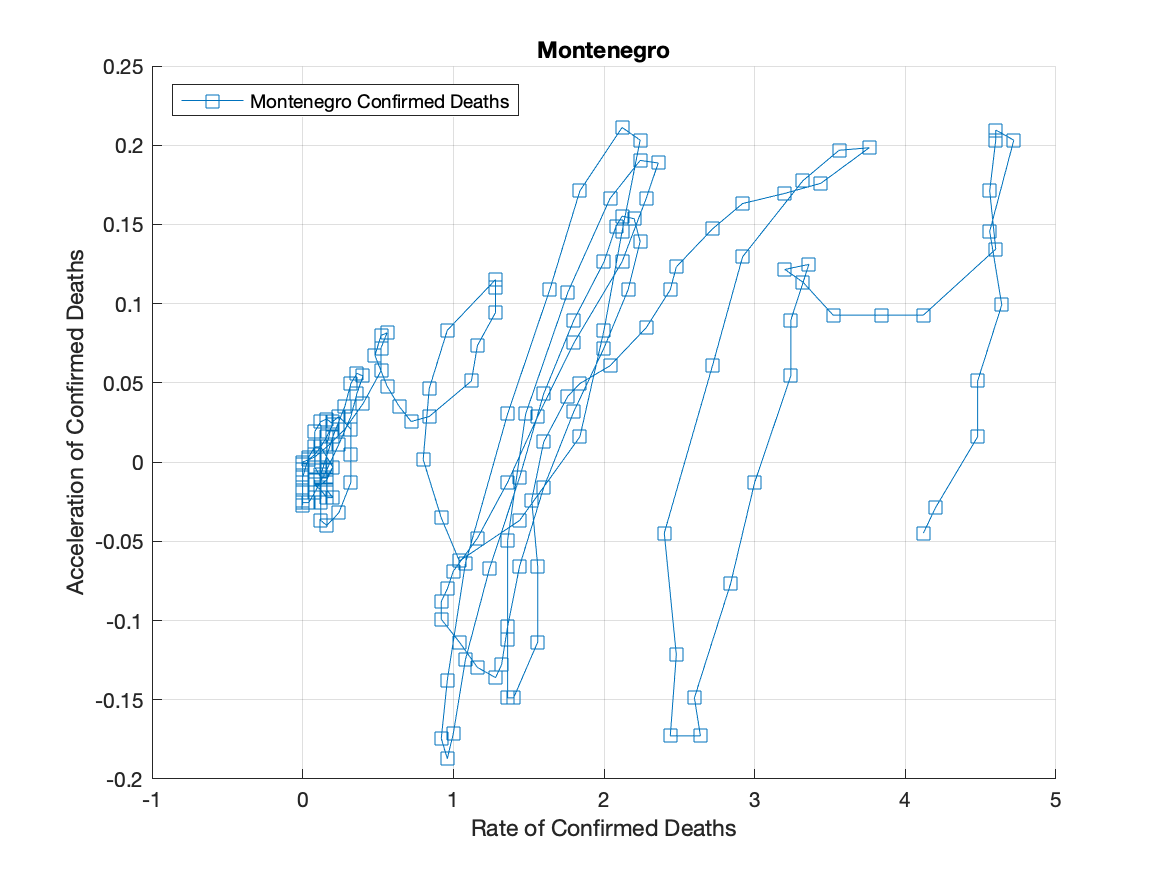 Montenegro
Montenegro Confirmed Deaths
Acceleration of Confirmed Deaths
0.25
0.2
0.15
0.1
0.05
0
-0.05
-0.1
-0.15
-0.2
-1 0 1 2 3 4 5
Rate of Confirmed Deaths